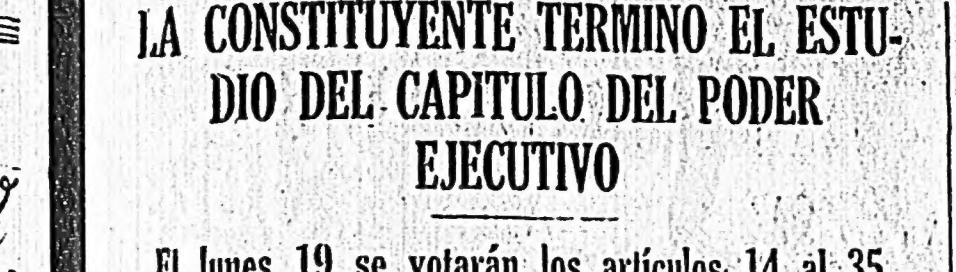 LA CONSTITUYENTE TERMINO EL ESTU-
DIO DEL CAPITULO DEL PODER
EJECUTIVO
El lunes 19 se votarán los artículos 14 al 35